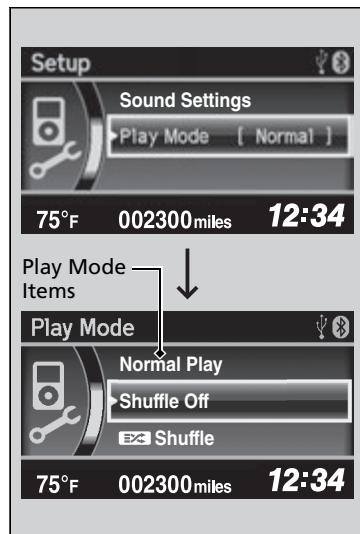 Setup
Sound Settings
Play Mode [ Normal ]
75°F 002300 miles 12:34
Play Mode
Items
Play Mode
Normal Play
Shuffle Off
Shuffle
75°F 002300 miles 12:34